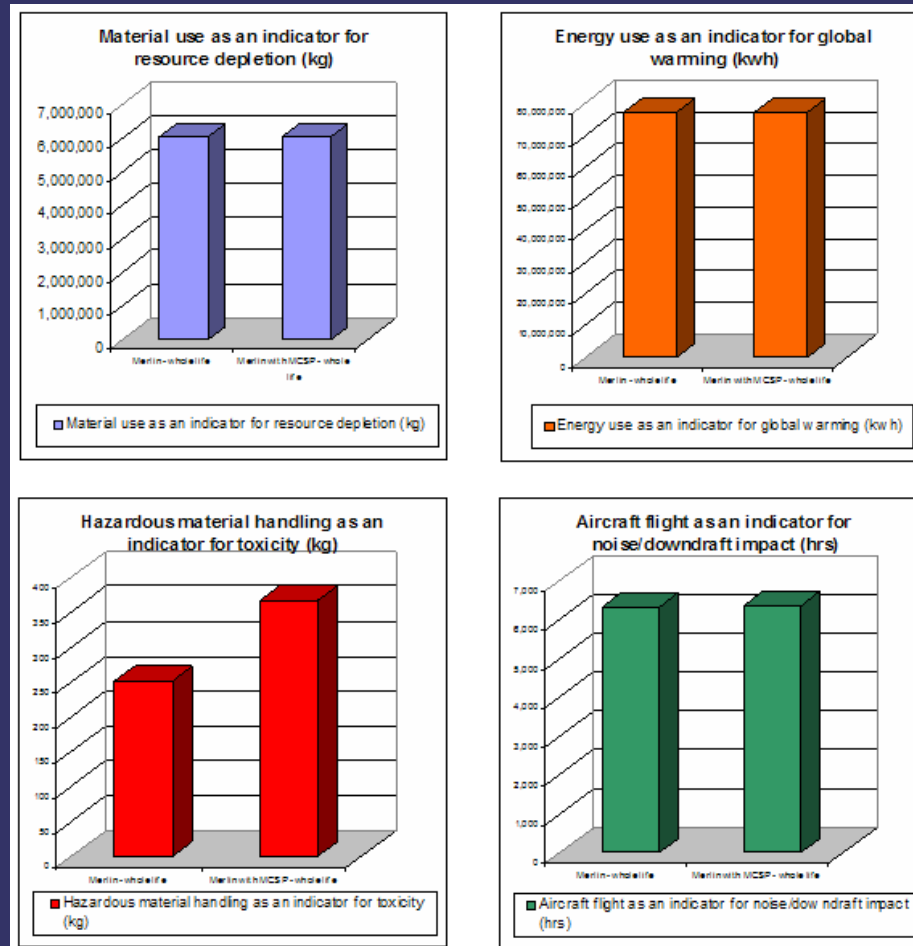 Material use as an indicator for
resource depletion (kg)
7,000,000
6,000,000
5,000,000
4,000,000
3,000,000
2,000,000
1,000,000
0
Merlin - whole life
Merlin with MCSP - whole
life
Material use as an indicator for resource depletion (kg)
Energy use as an indicator for global
warming (kwh)
80,000,000
70,000,000
60,000,000
50,000,000
40,000,000
30,000,000
20,000,000
10,000,000
0
Merlin - whole life
Merlin with MCSP - whole life
Energy use as an indicator for global warming (kwh)
Hazardous material handling as an
indicator for toxicity (kg)
400
350
300
250
200
150
100
50
0
Merlin - whole life
Merlin with MCSP - whole life
Hazardous material handling as an indicator for toxicity
(kg)
Aircraft flight as an indicator for
noise/downdraft impact (hrs)
7,000
6,000
5,000
4,000
3,000
2,000
1,000
0
Merlin - whole life
Merlin with MCSP - whole life
Aircraft flight as an indicator for noise/downdraft impact
(hrs)